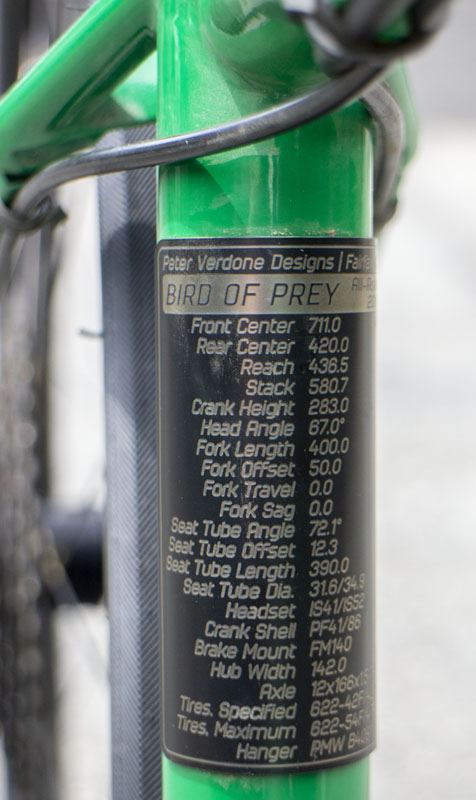 Peter Verdone Designs |
BIRD OF PREY
Front Center 711.0
Rear Center 420.0
Reach 436.5
Stack 580.7
Crank Height 283.0
Head Angle 67.0°
Fork Length 400.0
Fork Offset 50.0
Fork Travel 0.0
Fork Sag 0.0
Seat Tube Angle 72.1°
Seat Tube Offset 12.3
Seat Tube Length 390.0
Seat Tube Dia. 31.6/34.9
Headset IS41/IS52
Crank Shell PF41/86
Brake Mount FM140
Hub Width 142.0
Axle
Tires, Specified
Tires, Maximum
Hanger PMW